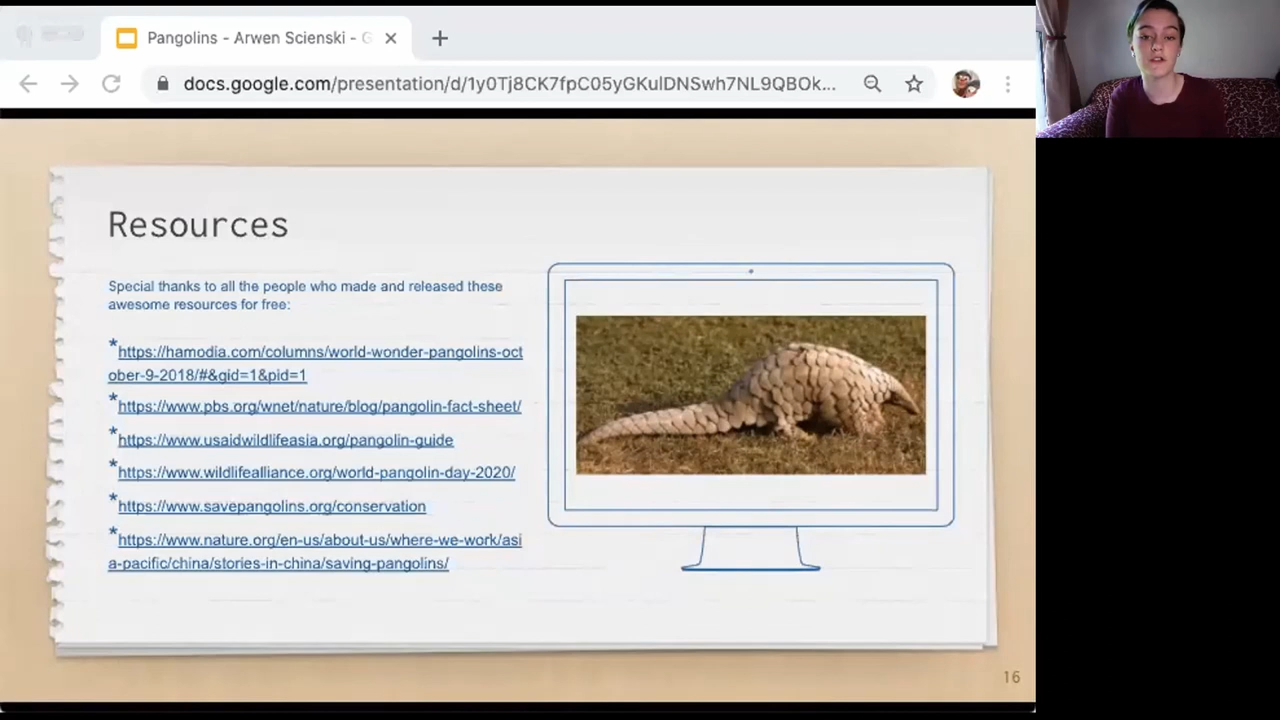 Pangolins - Arwen Scienski - G
docs.google.com/presentation/d/1y0Tj8CK7fpC05yGKulDNSwh7NL9QBOk...
Resources
Special thanks to all the people who made and released these
awesome resources for free:
*https://hamodia.com/columns/world-wonder-pangolins-oct
ober-9-2018/#&gid=1&pid=1
*https://www.pbs.org/wnet/nature/blog/pangolin-fact-sheet/
*https://www.usaidwildlifeasia.org/pangolin-guide
*https://www.wildlifealliance.org/world-pangolin-day-2020/
*https://www.savepangolins.org/conservation
*https://www.nature.org/en-us/about-us/where-we-work/asi
a-pacific/china/stories-in-china/saving-pangolins/
16